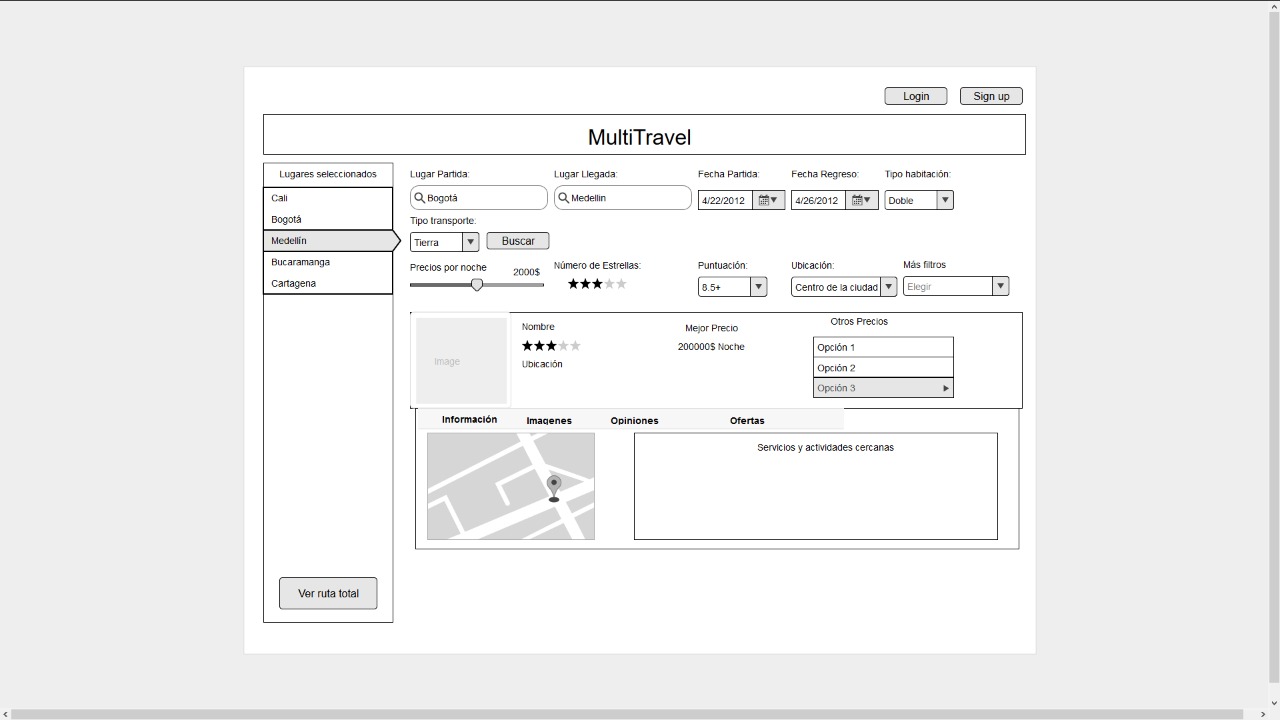 Login
Sign up
MultiTravel
Lugares seleccionados
Cali
Bogotá
Medellín
Bucaramanga
Cartagena
Ver ruta total
Lugar Partida:
Bogotá
Lugar Llegada:
Medellin
Fecha Partida:
4/22/2012
Fecha Regreso:
4/26/2012
Tipo habitación:
Doble
Tipo transporte:
Tierra
Buscar
Precios por noche
2000$
Número de Estrellas:
Puntuación:
8.5+
Ubicación:
Centro de la ciudad
Más filtros
Elegir
Image
Nombre
Ubicación
Mejor Precio
200000$ Noche
Otros Precios
Opción 1
Opción 2
Opción 3
Información
Imagenes
Opiniones
Ofertas
Servicios y actividades cercanas